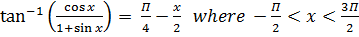 tan⁻¹ (cos x / 1+sin x) = Π/4 − x/2 where − Π/2 < x < 3Π/2